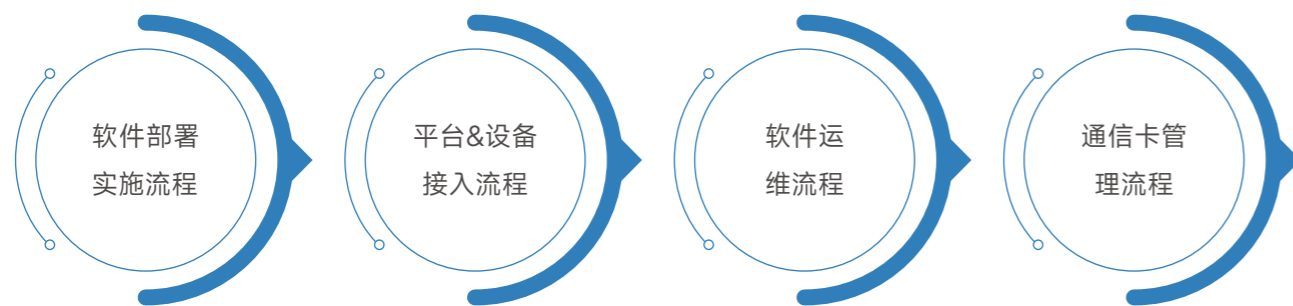 软件部署
实施流程
平台&设备
接入流程
软件运
维流程
通信卡管
理流程